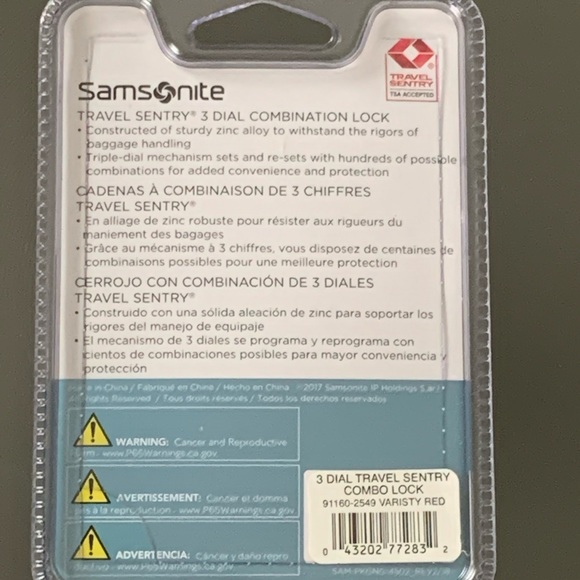 Samsonite
TRAVEL
SENTRY®
TSA ACCEPTED
TRAVEL SENTRY® 3 DIAL COMBINATION LOCK
• Constructed of sturdy zinc alloy to withstand the rigors of
baggage handling
• Triple-dial mechanism sets and re-sets with hundreds of possible
combinations for added convenience and protection
CADENAS À COMBINAISON DE 3 CHIFFRES
TRAVEL SENTRY®
• En alliage de zinc robuste pour résister aux rigueurs du
maniement des bagages
• Grâce au mécanisme à 3 chiffres, vous disposez de centaines de
combinaisons possibles pour une meilleure protection
CERROJO CON COMBINACIÓN DE 3 DIALES
TRAVEL SENTRY®
• Construido con una sólida aleación de zinc para soportar los
rigores del manejo de equipaje
• El mecanismo de 3 diales se programa y reprograma con
cientos de combinaciones posibles para mayor conveniencia y
protección
Made in China / Fabriqué en Chine / Hecho en China ©2017 Samsonite IP Holdings S.ar.l
All Rights Reserved / Tous droits réservés / Todos los derechos reservados
WARNING: Cancer and Reproductive
Harm - www.P65Warnings.ca.gov
AVERTISSEMENT: Cancer et domma
ges à la reproduction - www.P65Warnings.ca.gov
ADVERTENCIA: Cáncer y daño repro
- www.P65Warnings.ca.gov
3 DIAL TRAVEL SENTRY
COMBO LOCK
91160-2549 VARISTY RED
0 43202 77283 2